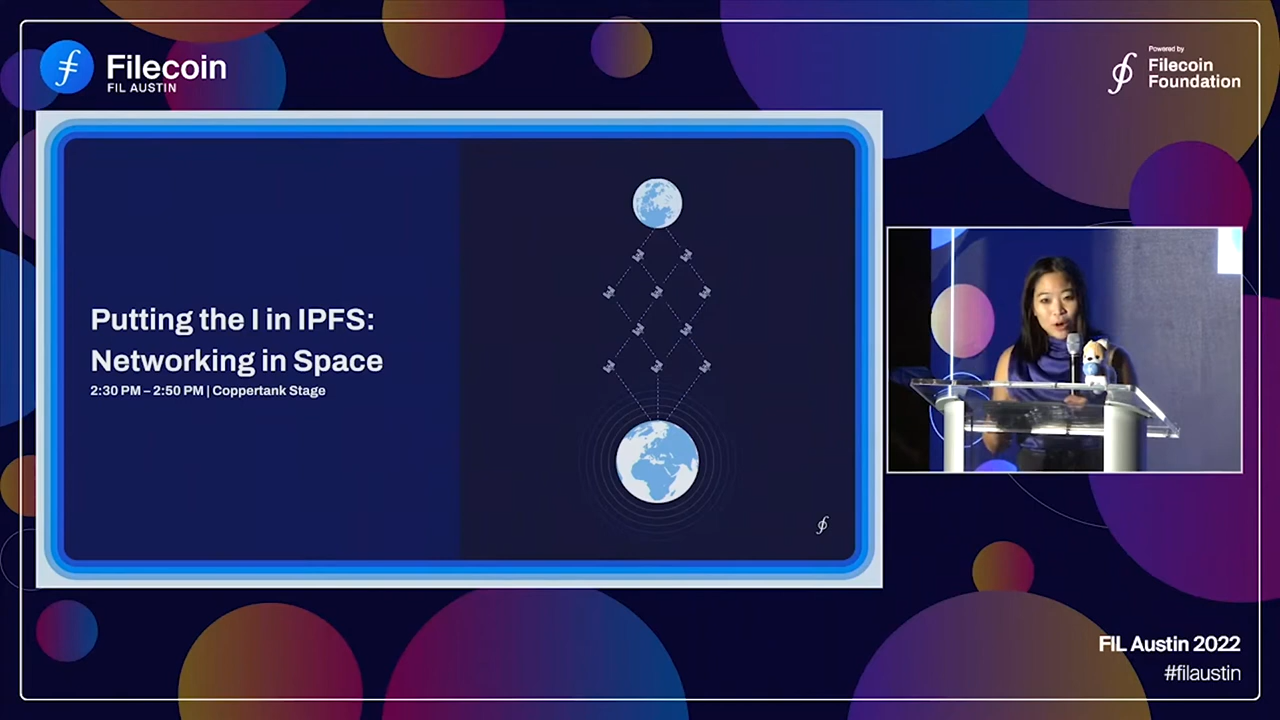 Filecoin
FIL AUSTIN
Powered by
Filecoin
Foundation
Putting the I in IPFS:
Networking in Space
2:30 PM – 2:50 PM | Coppertank Stage
FIL Austin 2022
#filaustin